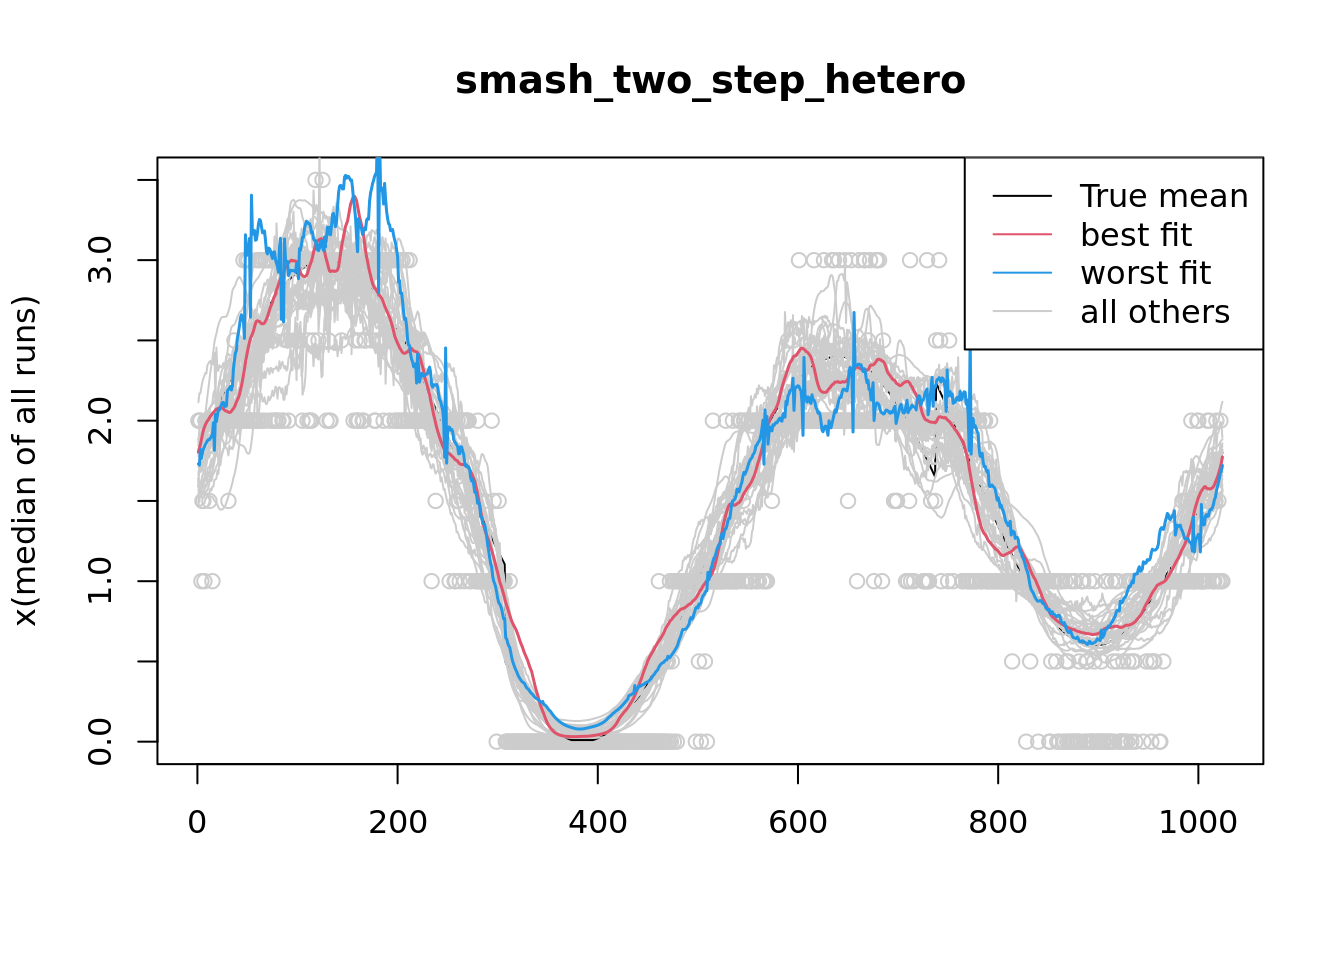 smash_two_step_hetero
x(median of all runs)
3.0
2.0
1.0
0.0
True mean
best fit
worst fit
all others
0 200 400 600 800 1000